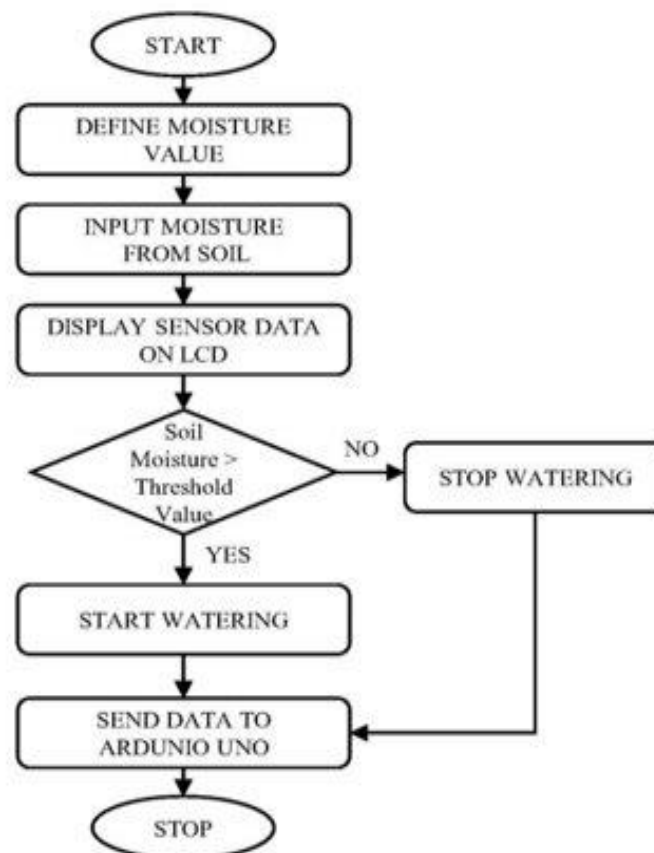 START
DEFINE MOISTURE
VALUE
INPUT MOISTURE
FROM SOIL
DISPLAY SENSOR DATA
ON LCD
Soil
Moisture >
Threshold
Value
NO
STOP WATERING
YES
START WATERING
SEND DATA TO
ARDUNIO UNO
STOP